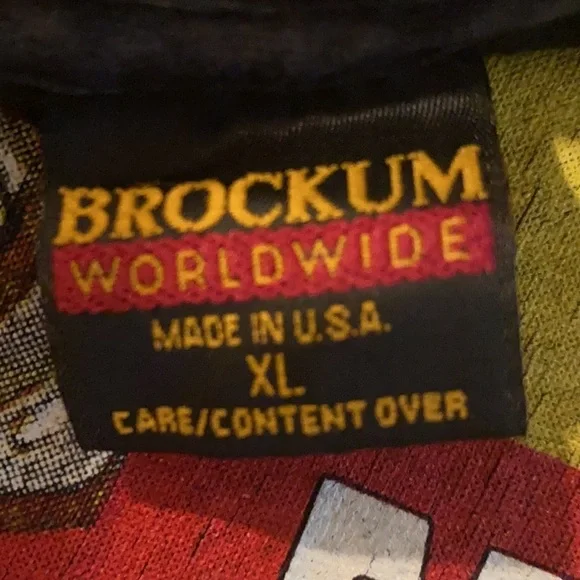 BROCKUM
WORLDWIDE
MADE IN U.S.A.
XL
CARE/CONTENT OVER